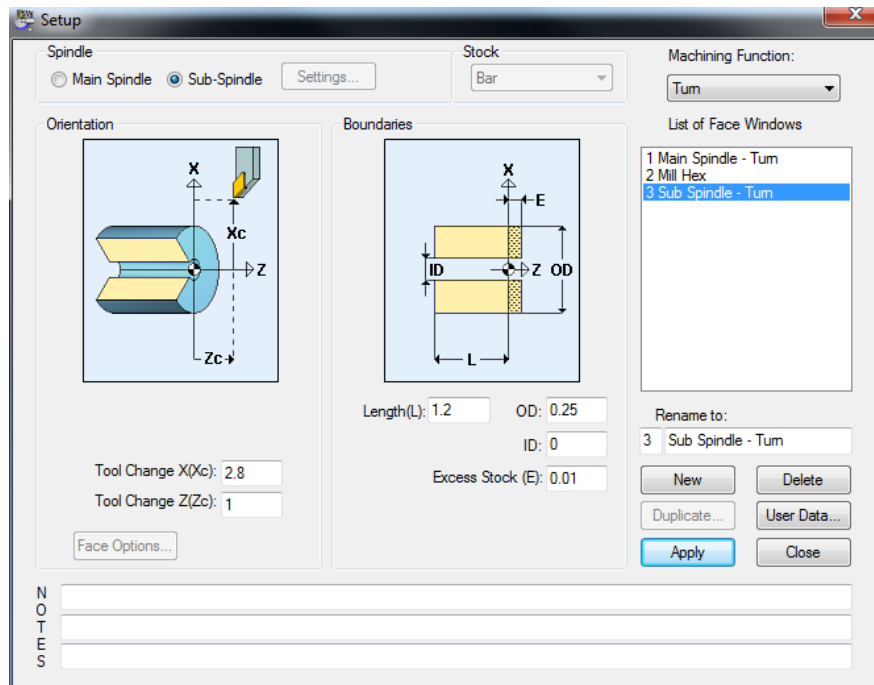 Setup
Spindle
Main Spindle
Sub-Spindle
Settings...
Stock
Bar
Machining Function:
Turn
Orientation
X
Xc
Z
Zc
Tool Change X(Xc): 2.8
Tool Change Z(Zc): 1
Face Options...
Boundaries
X
E
ID
Z
OD
L
Length(L): 1.2
OD: 0.25
ID: 0
Excess Stock (E): 0.01
List of Face Windows
1 Main Spindle - Turn
2 Mill Hex
3 Sub Spindle - Turn
Rename to:
3 Sub Spindle - Turn
New
Delete
Duplicate...
User Data...
Apply
Close
NOTES